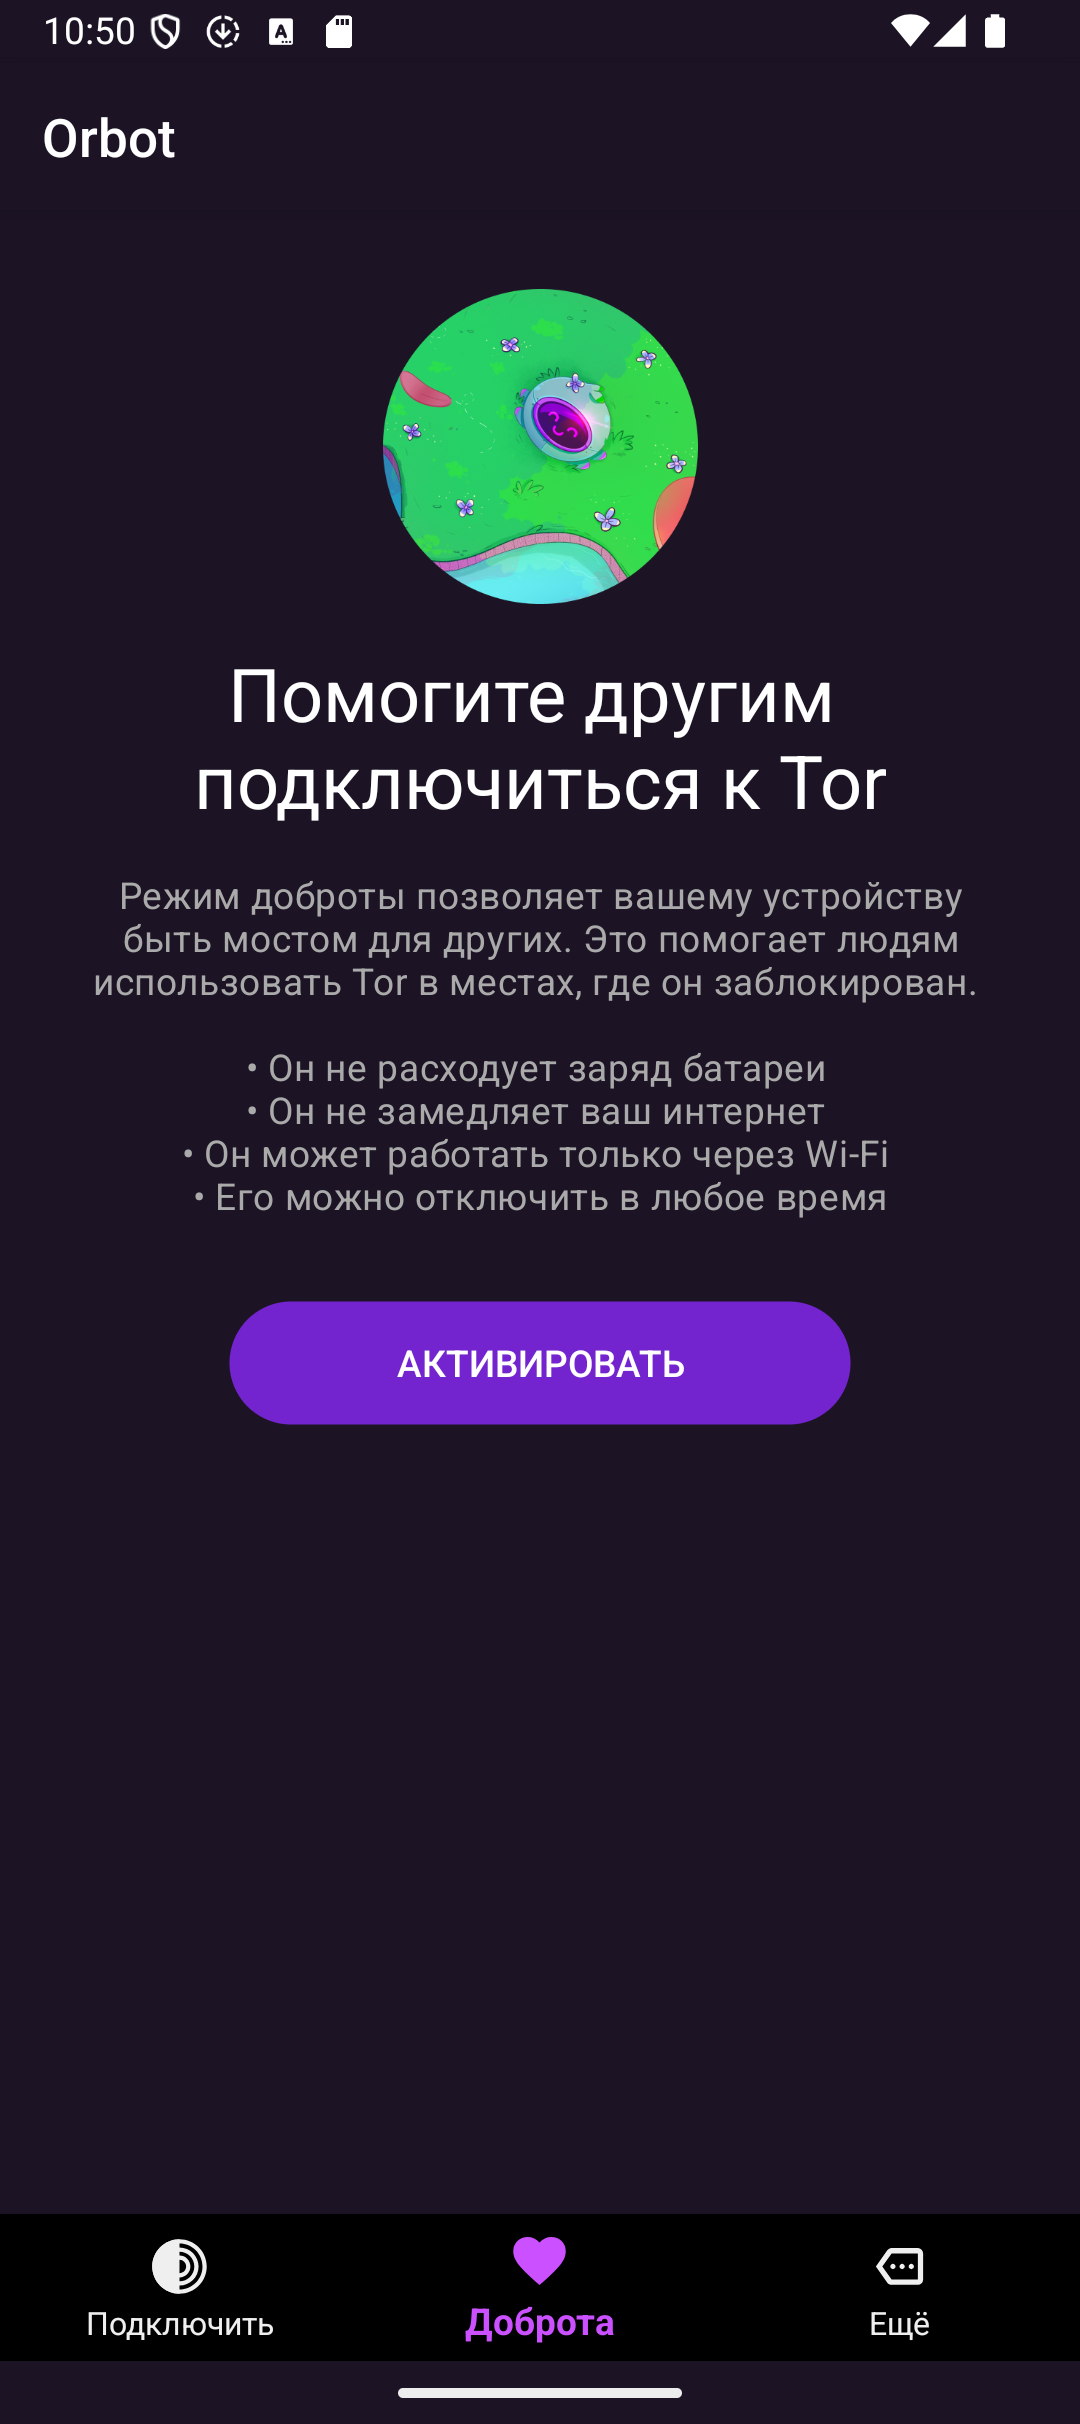 10:50
Orbot
Помогите другим
подключиться к Tor
Режим доброты позволяет вашему устройству
быть мостом для других. Это помогает людям
использовать Tor в местах, где он заблокирован.
• Он не расходует заряд батареи
• Он не замедляет ваш интернет
• Он может работать только через Wi-Fi
• Его можно отключить в любое время
АКТИВИРОВАТЬ
Подключить
Доброта
Ещё